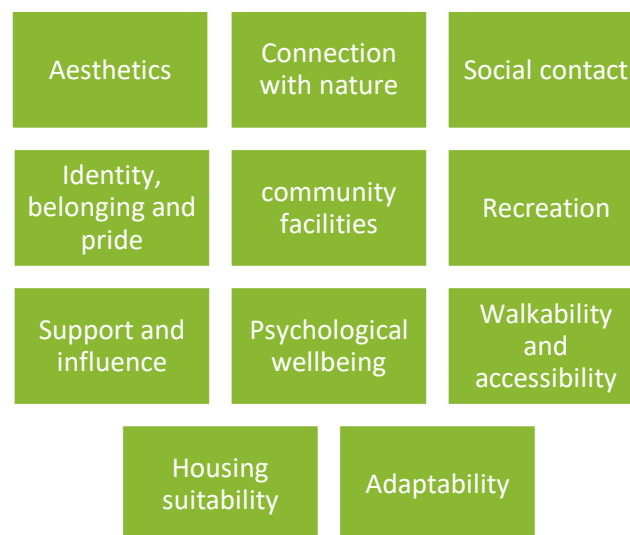 Aesthetics
Connection
with nature
Social contact
Identity,
belonging and
pride
community
facilities
Recreation
Support and
influence
Psychological
wellbeing
Walkability
and
accessibility
Housing
suitability
Adaptability